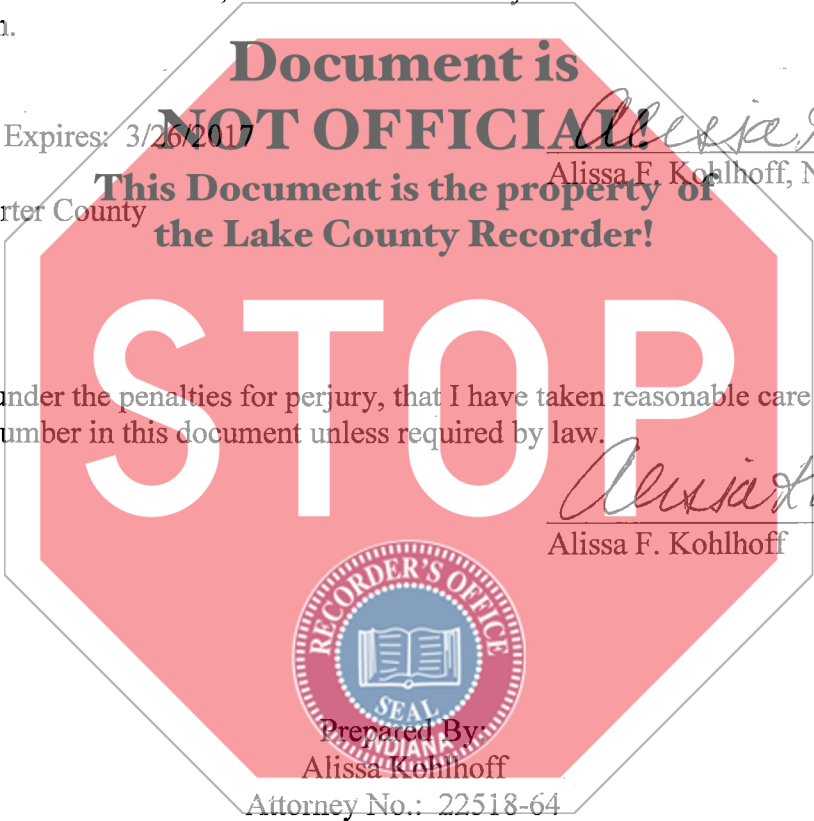 n.
Document is
NOT OFFICIAL!
Expires: 3/26/2017
Alissa F. Kohlhoff, N
This Document is the property of
rter County
the Lake County Recorder!
STOP
under the penalties for perjury, that I have taken reasonable care
umber in this document unless required by law.
Alissa F. Kohlhoff
RECORDER'S OFFICE
SEAL
INDIANA
Prepared By:
Alissa Kohlhoff
Attorney No.: 22518-64